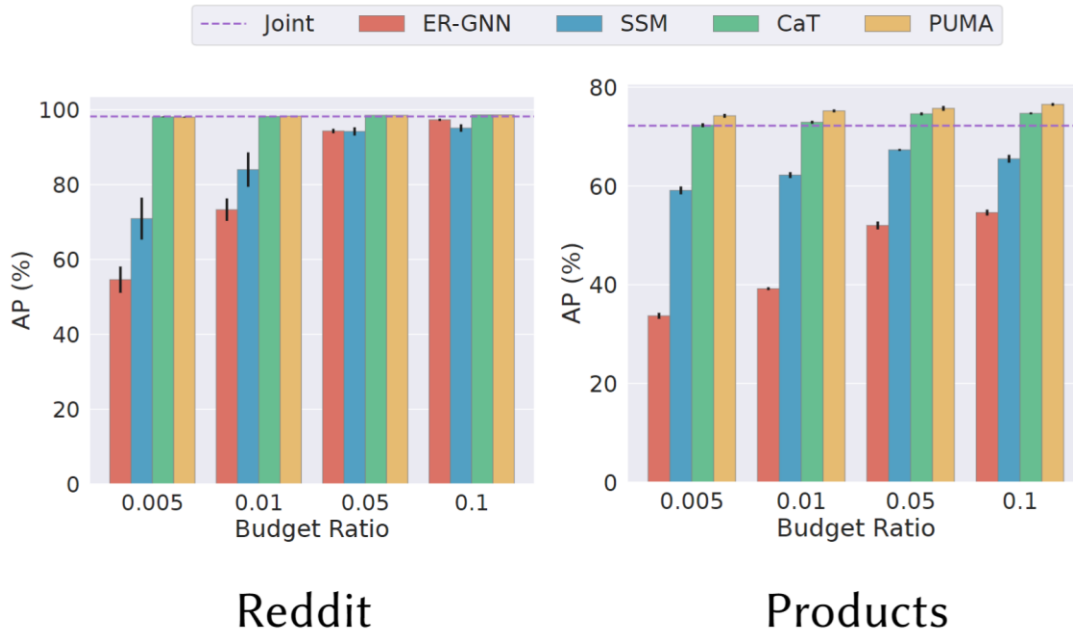 Joint ER-GNN SSM CaT PUMA
AP (%)
100
80
60
40
20
0
0.005 0.01 0.05 0.1
Budget Ratio
Reddit
AP (%)
80
60
40
20
0
0.005 0.01 0.05 0.1
Budget Ratio
Products